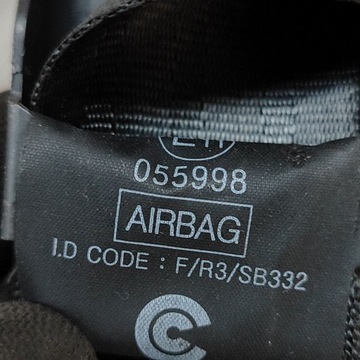 055998
AIRBAG
I.D CODE : F/R3/SB332